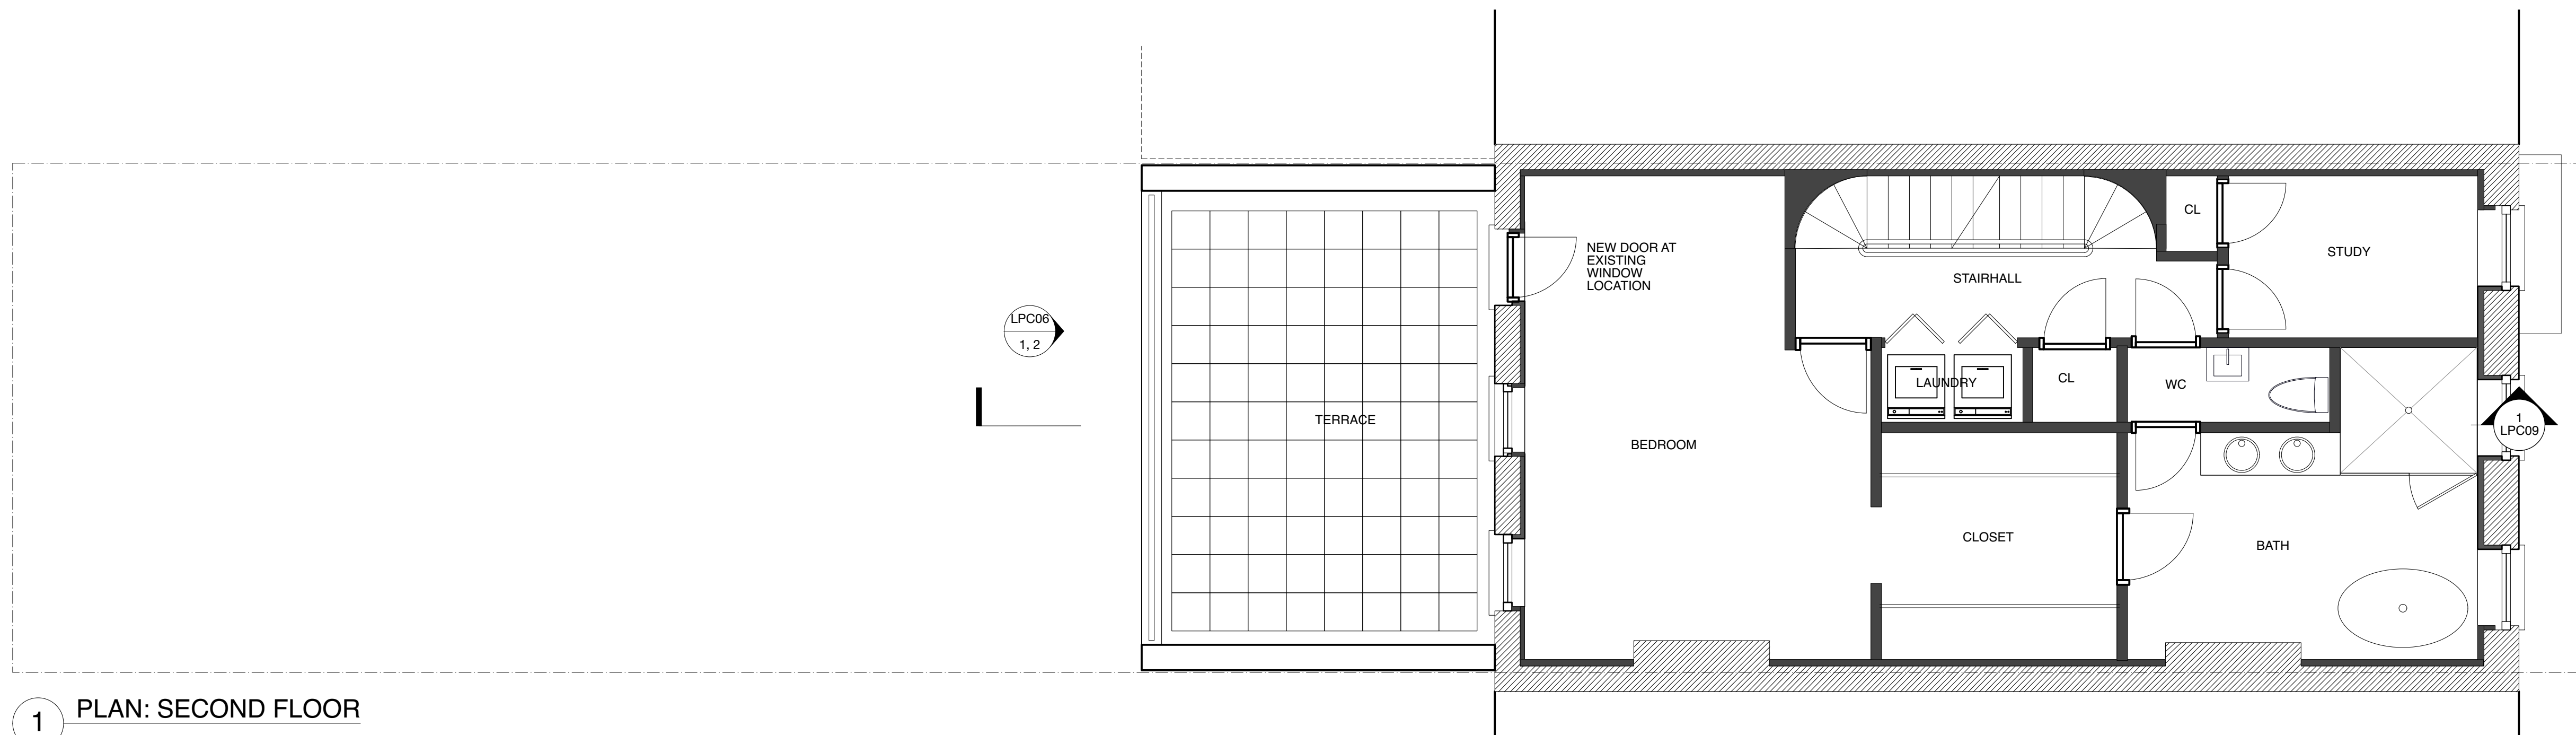 CL
NEW DOOR AT
EXISTING
WINDOW
LOCATION
STUDY
STAIRHALL
LPC06
1, 2
LAUNDRY
CL
WC
TERRACE
BEDROOM
1
LPC09
CLOSET
BATH
1
PLAN: SECOND FLOOR